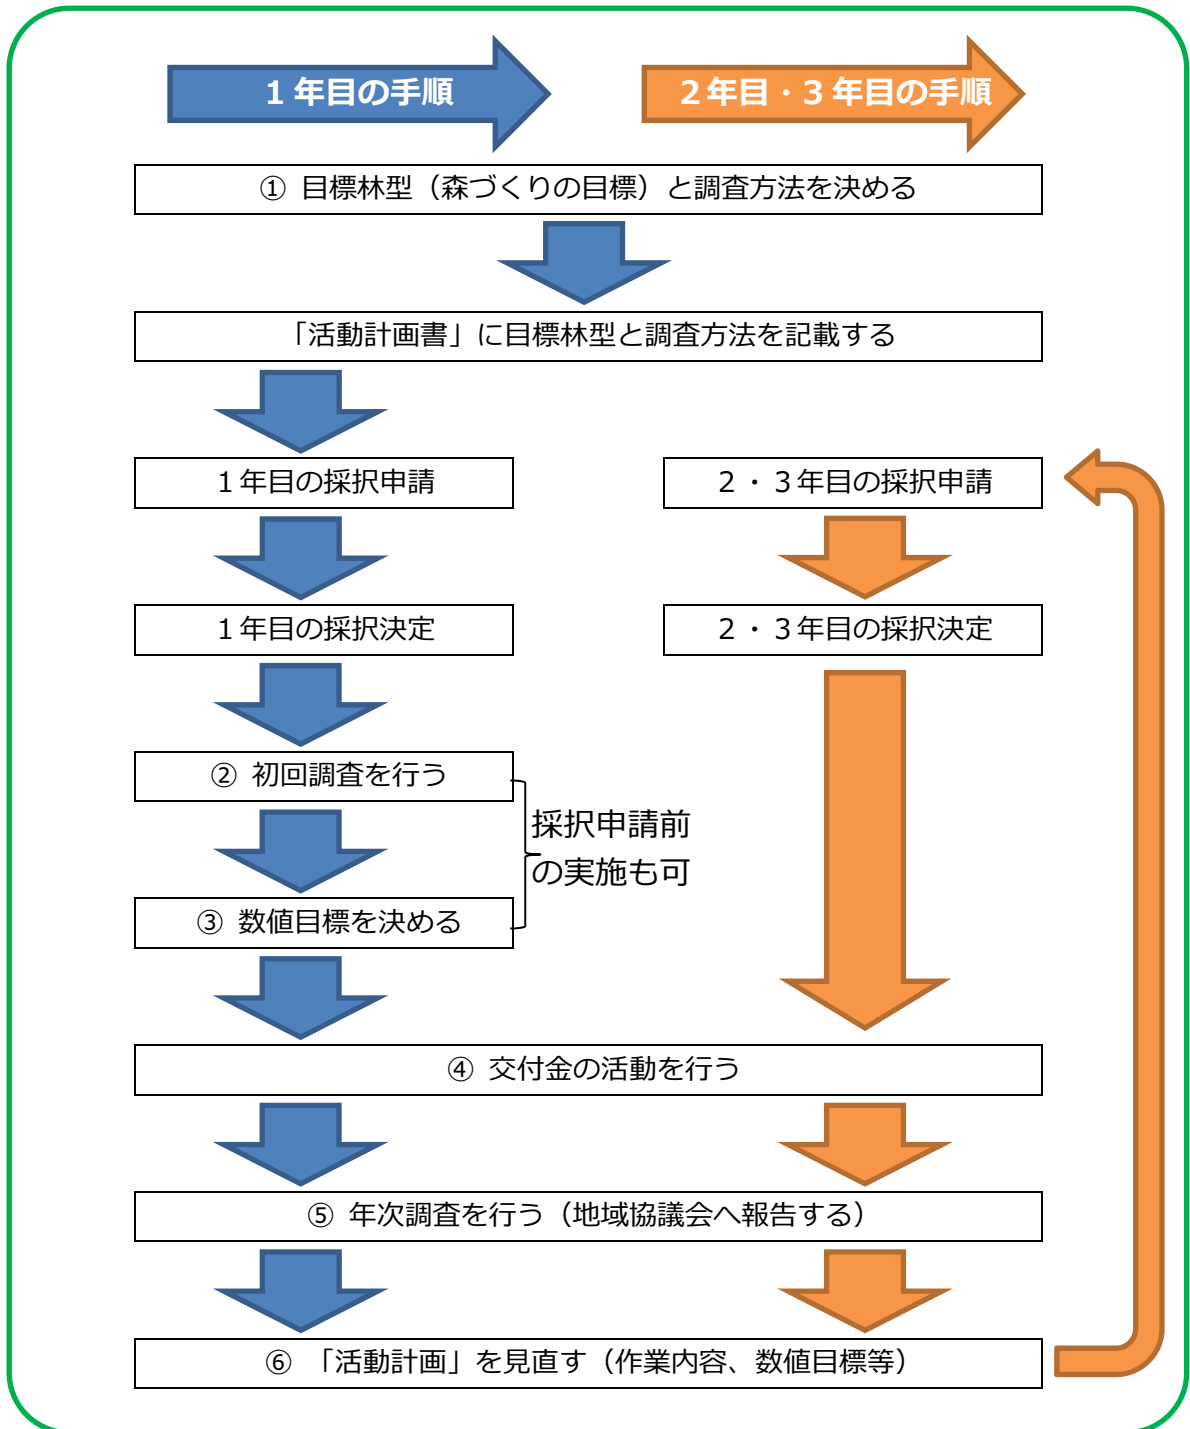 １年目の手順
２年目・３年目の手順
① 目標林型（森づくりの目標）と調査方法を決める
「活動計画書」に目標林型と調査方法を記載する
１年目の採択申請
２・３年目の採択申請
１年目の採択決定
２・３年目の採択決定
② 初回調査を行う
採択申請前
の実施も可
③ 数値目標を決める
④ 交付金の活動を行う
⑤ 年次調査を行う（地域協議会へ報告する）
⑥ 「活動計画」を見直す（作業内容、数値目標等）